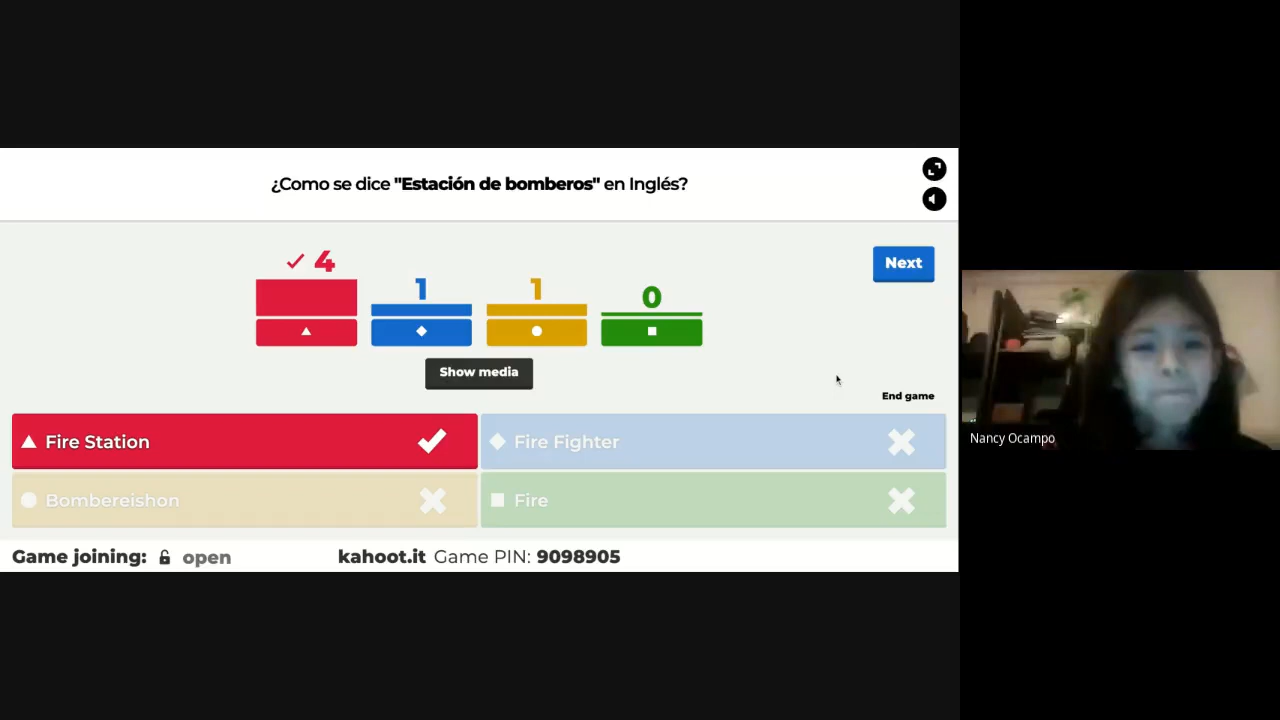 ¿Como se dice "Estación de bomberos" en Inglés?
4
1
1
0
Next
Show media
End game
Fire Station
Fire Fighter
Bombereishon
Fire
Game joining: open
kahoot.it Game PIN: 9098905
Nancy Ocampo